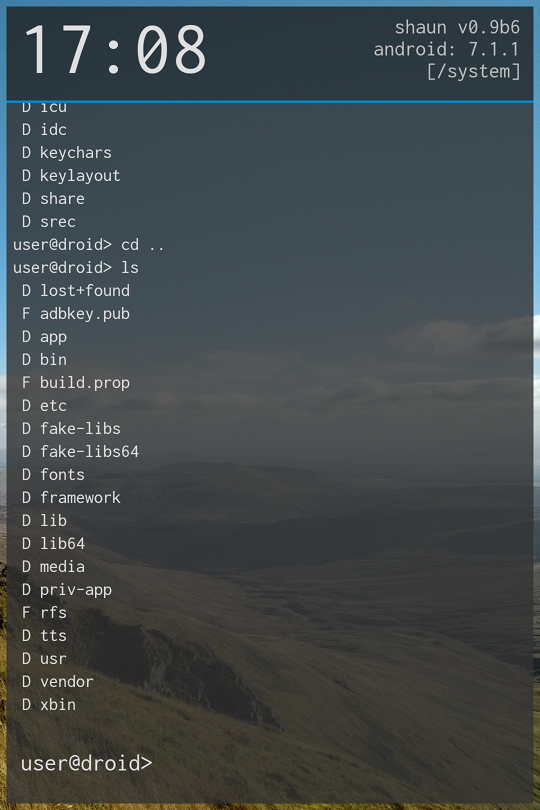 17:08
shaun v0.9b6
android: 7.1.1
[/system]
D icu
D idc
D keychars
D keylayout
D share
D srec
user@droid> cd ..
user@droid> ls
D lost+found
F adbkey.pub
D app
D bin
F build.prop
D etc
D fake-libs
D fake-libs64
D fonts
D framework
D lib
D lib64
D media
D priv-app
F rfs
D tts
D usr
D vendor
D xbin
user@droid>